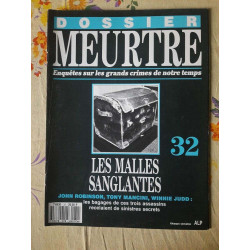 DOSSIER
MEURTRE
Enquêtes sur les grands crimes de notre temps
32
LES MALLES
SANGLANTES
JOHN ROBINSON, TONY MANCINI, WINNIE JUDD :
les bagages de ces trois assassins
recelaient de sinistres secrets
ALP